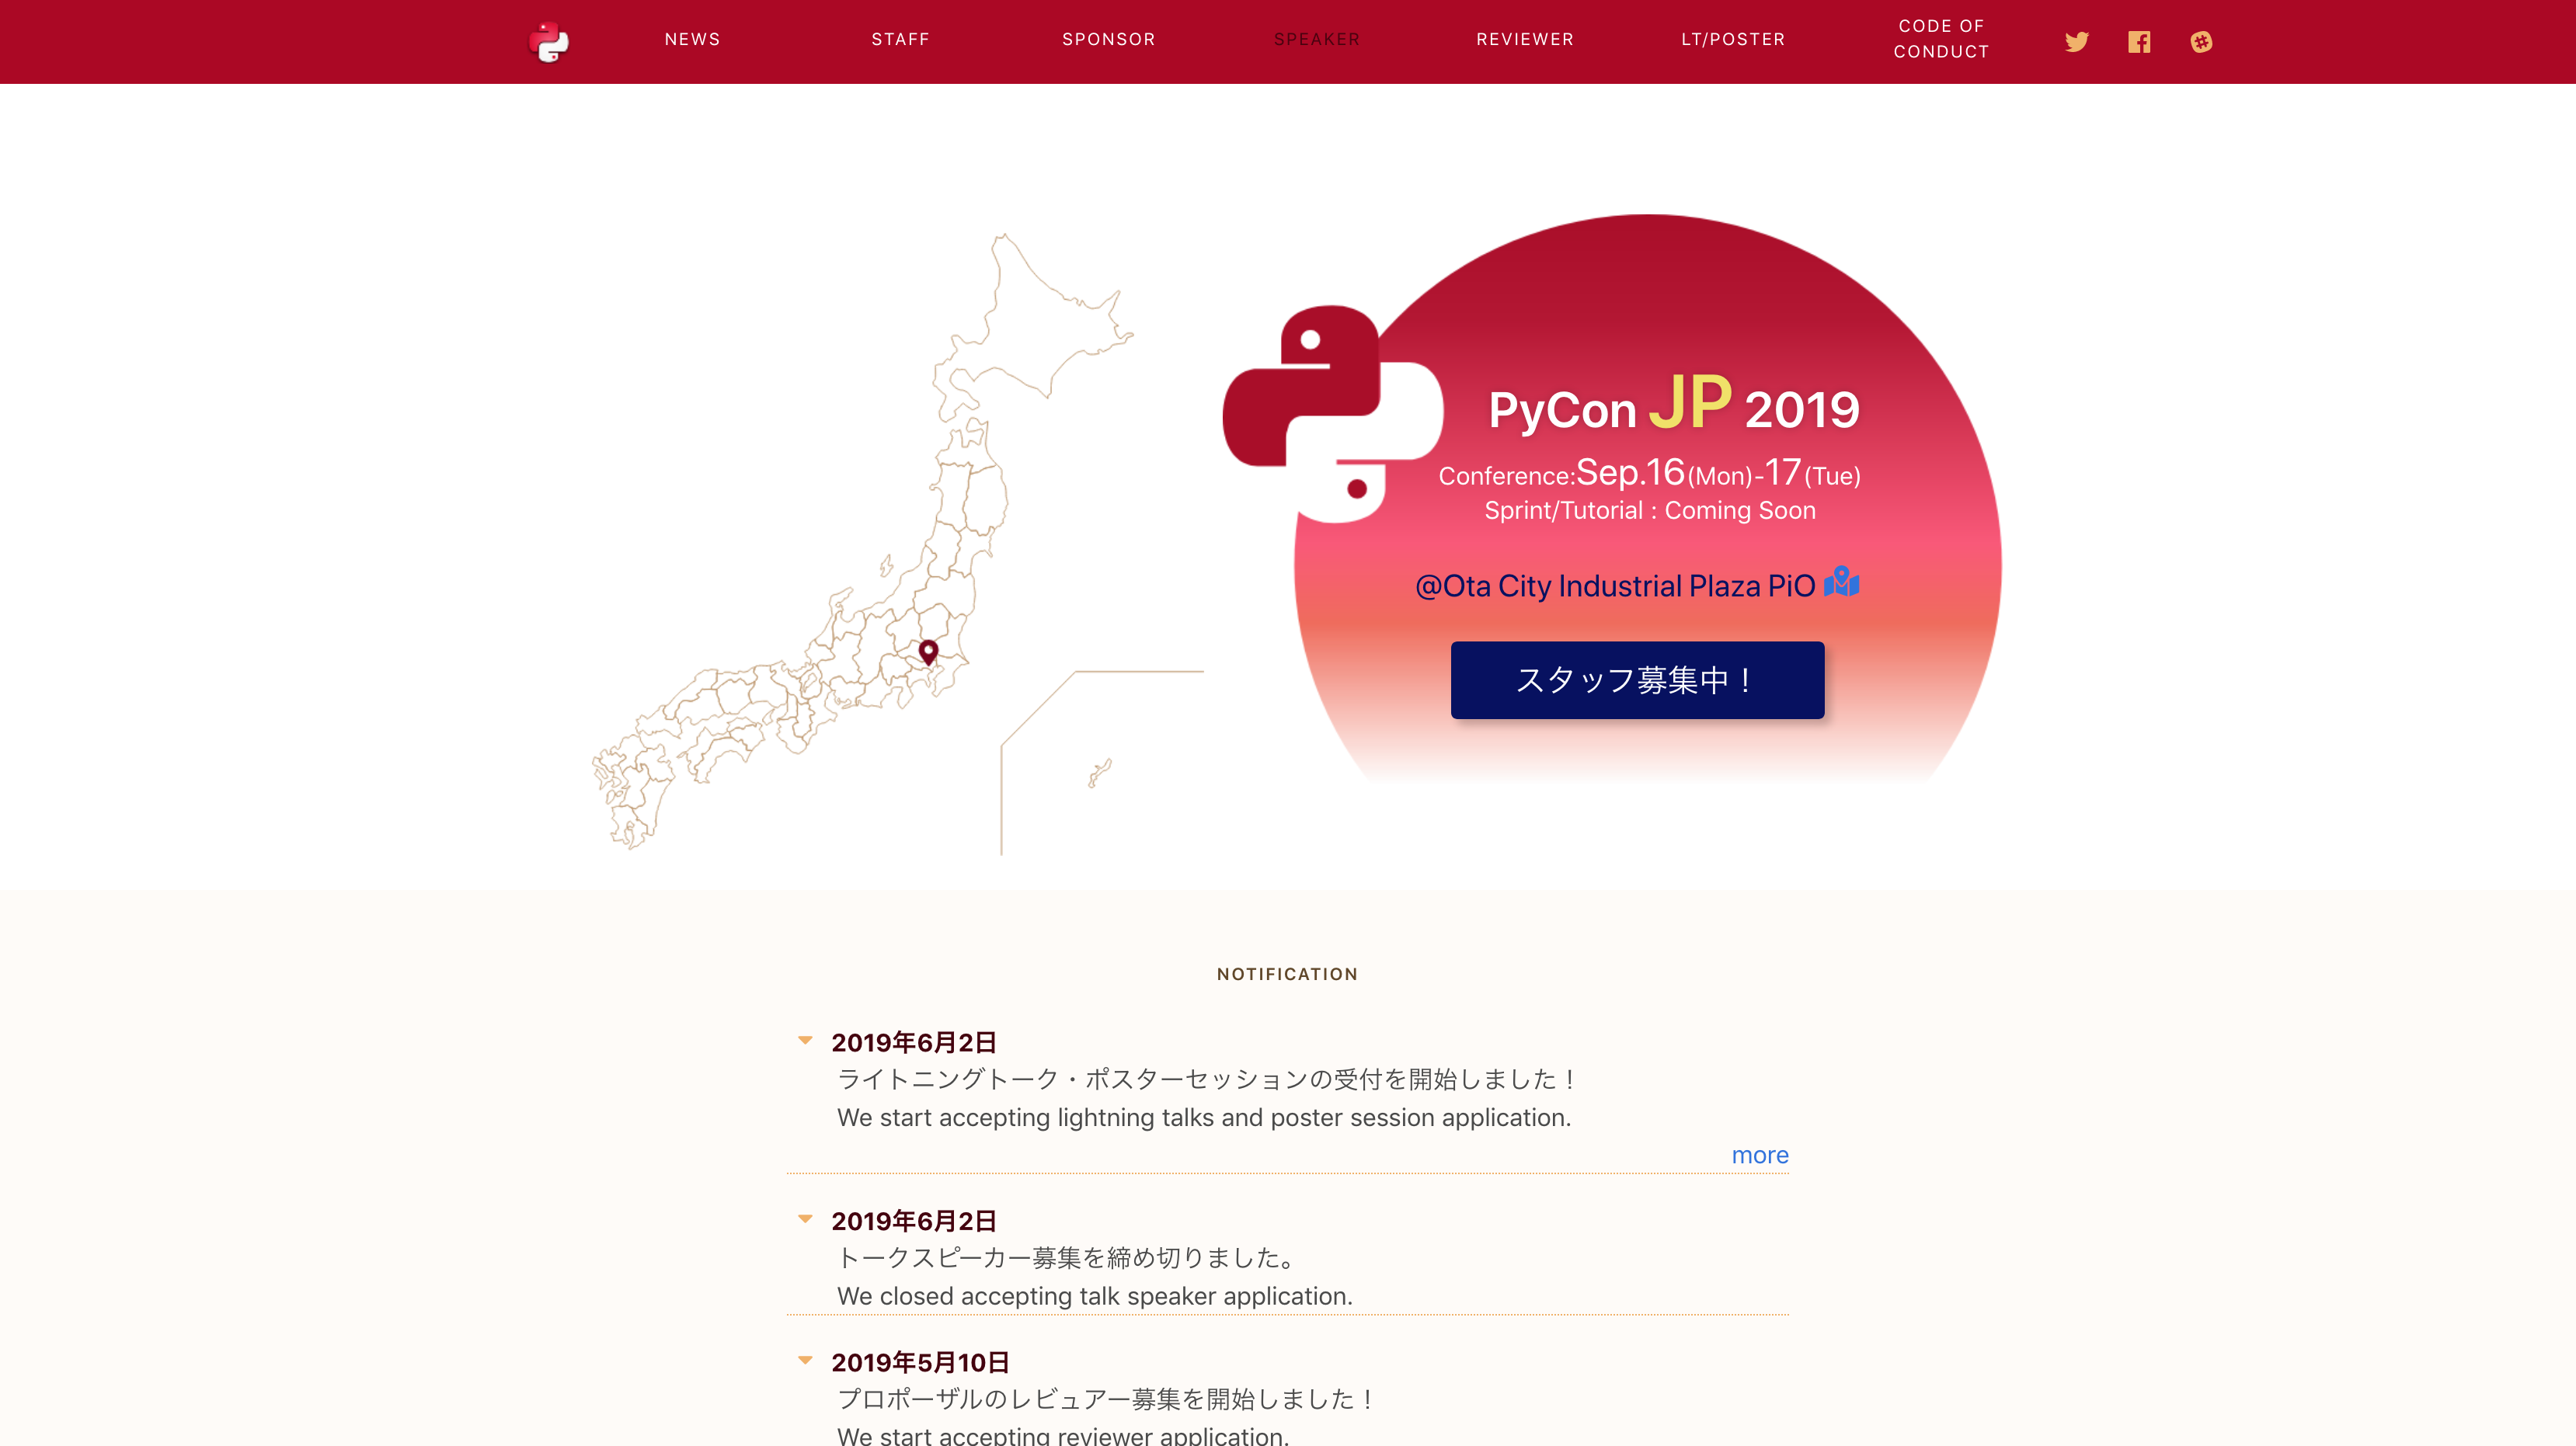 NEWS
STAFF
SPONSOR
SPEAKER
REVIEWER
LT/POSTER
CODE OF
CONDUCT
PyCon JP 2019
Conference:Sep.16(Mon)-17(Tue)
Sprint/Tutorial : Coming Soon
@Ota City Industrial Plaza PiO
スタッフ募集中！
NOTIFICATION
2019年6月2日
ライトニングトーク・ポスターセッションの受付を開始しました！
We start accepting lightning talks and poster session application.
more
2019年6月2日
トークスピーカー募集を締め切りました。
We closed accepting talk speaker application.
2019年5月10日
プロポーザルのレビュアー募集を開始しました！
We start accepting reviewer application.